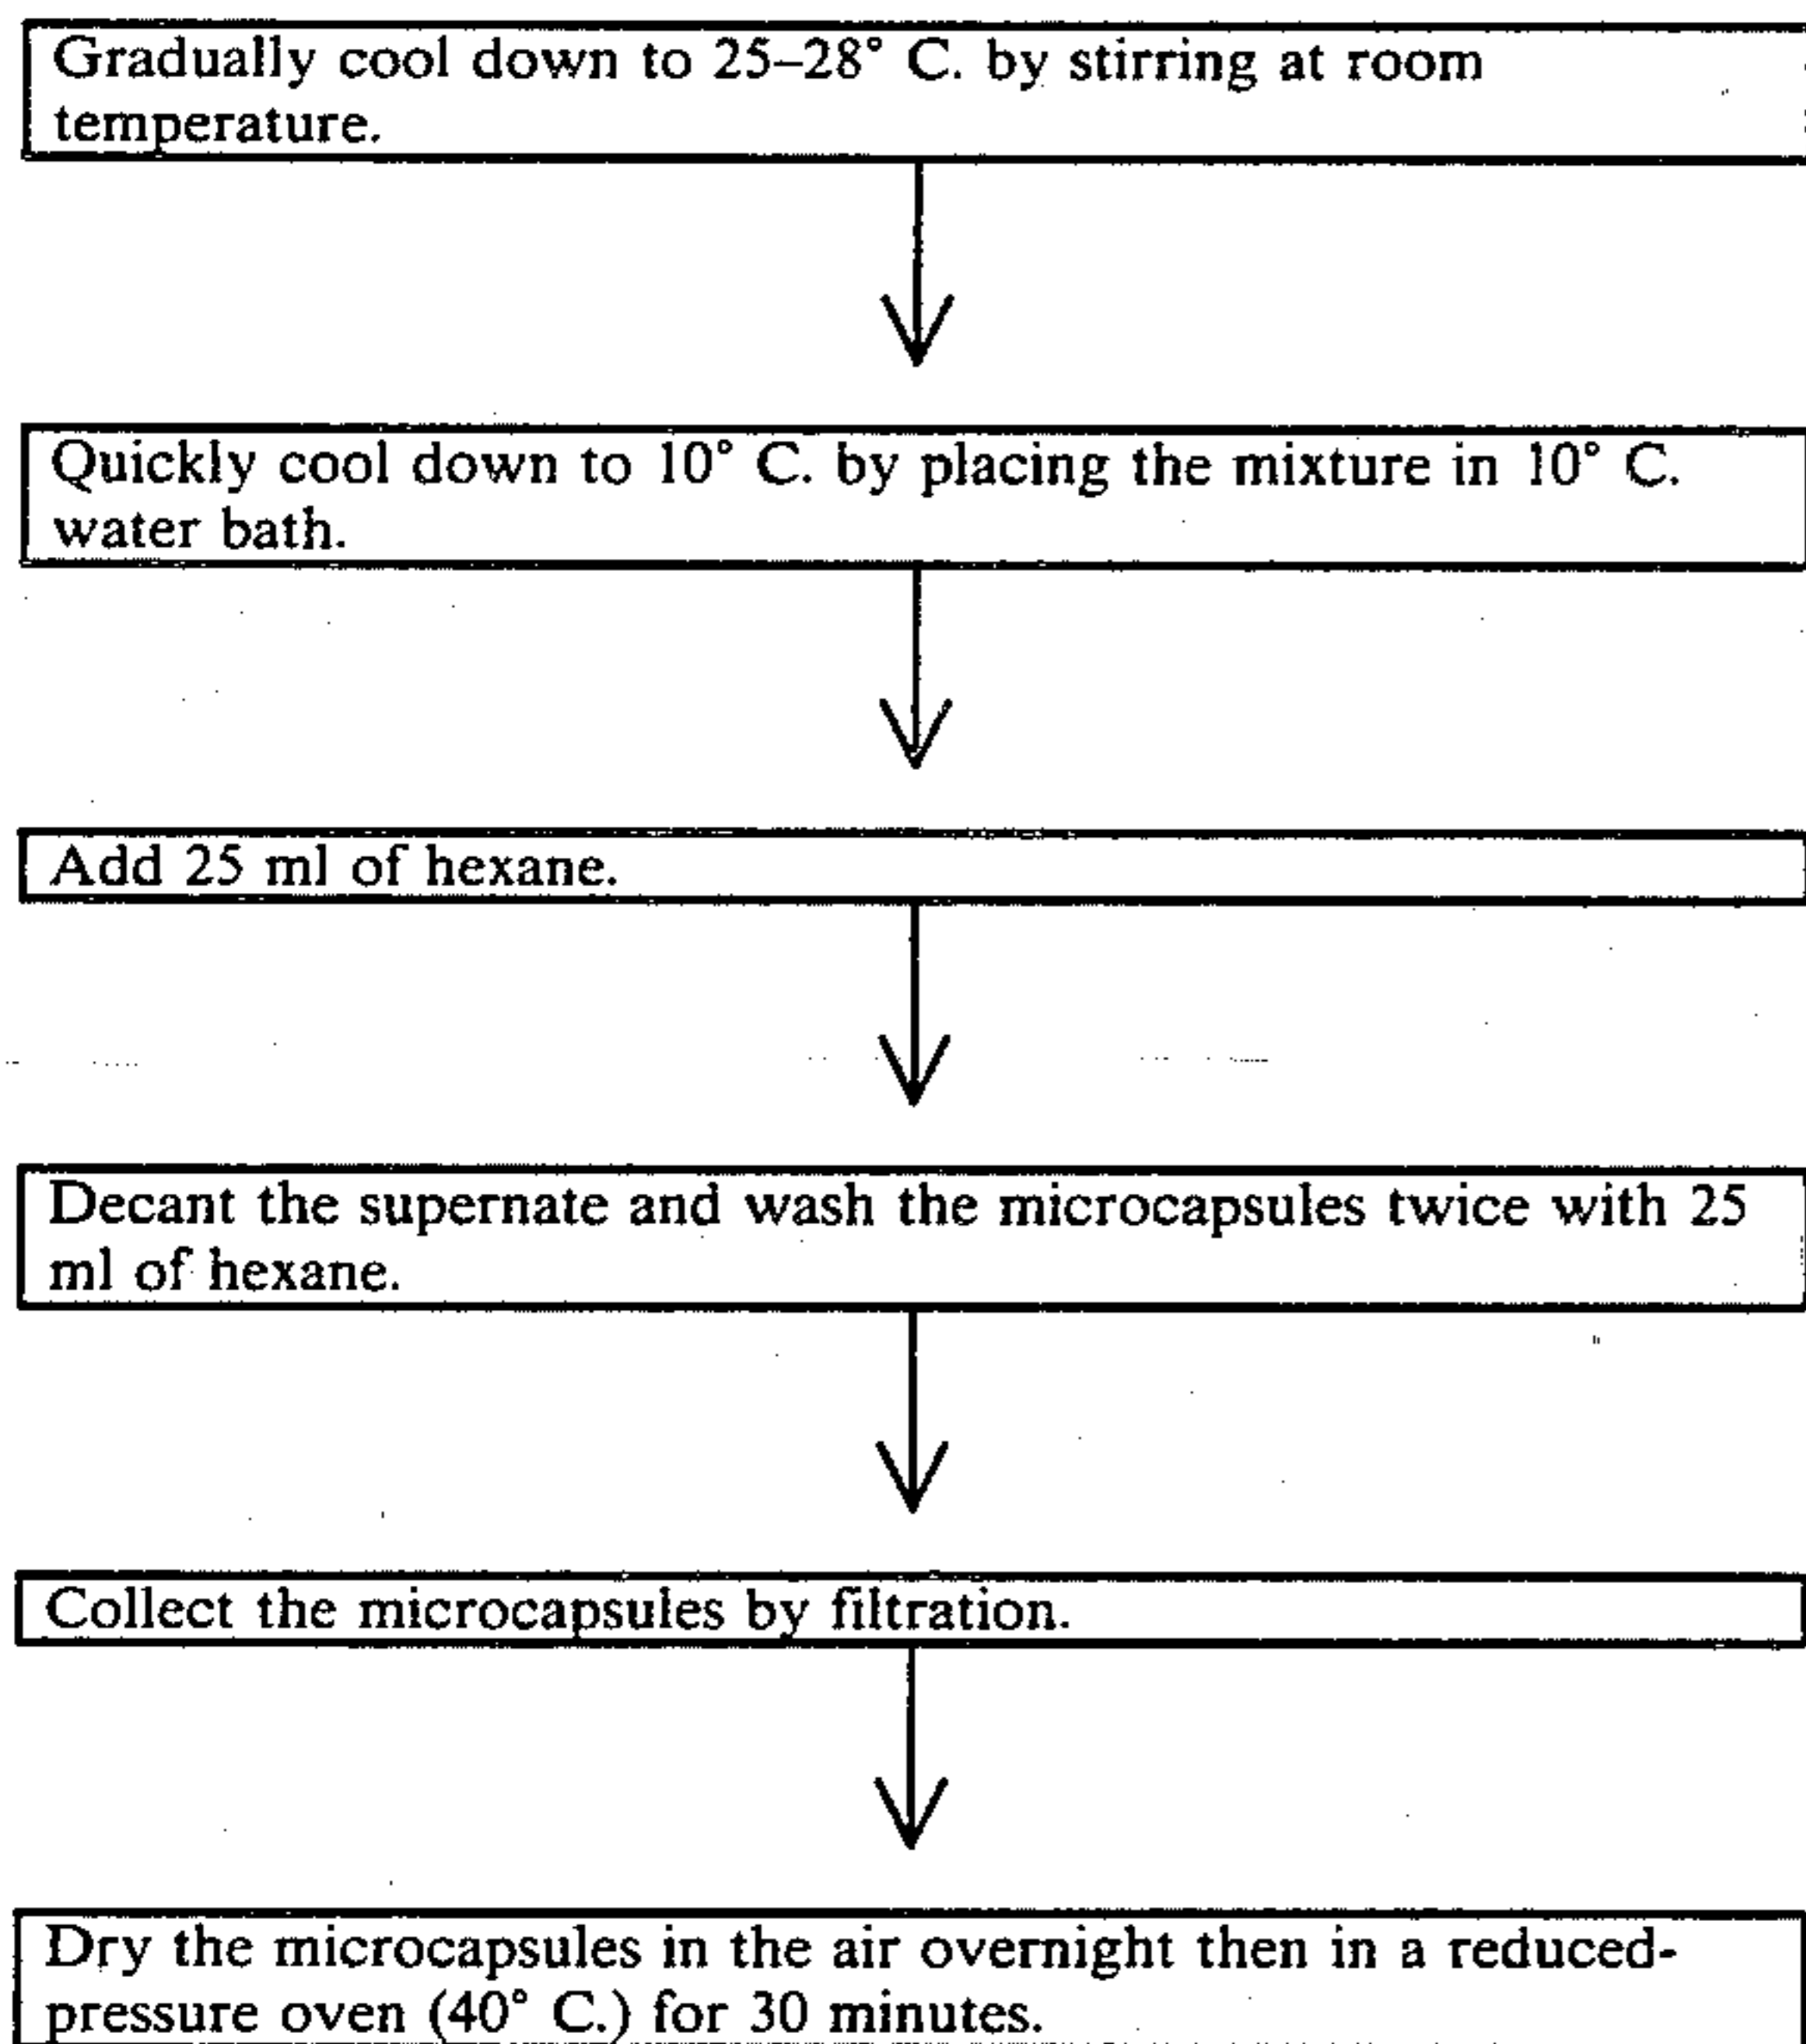 Gradually cool down to 25–28° C. by stirring at room
temperature.
Quickly cool down to 10° C. by placing the mixture in 10° C.
water bath.
Add 25 ml of hexane.
Decant the supernate and wash the microcapsules twice with 25
ml of hexane.
Collect the microcapsules by filtration.
Dry the microcapsules in the air overnight then in a reduced-
pressure oven (40° C.) for 30 minutes.